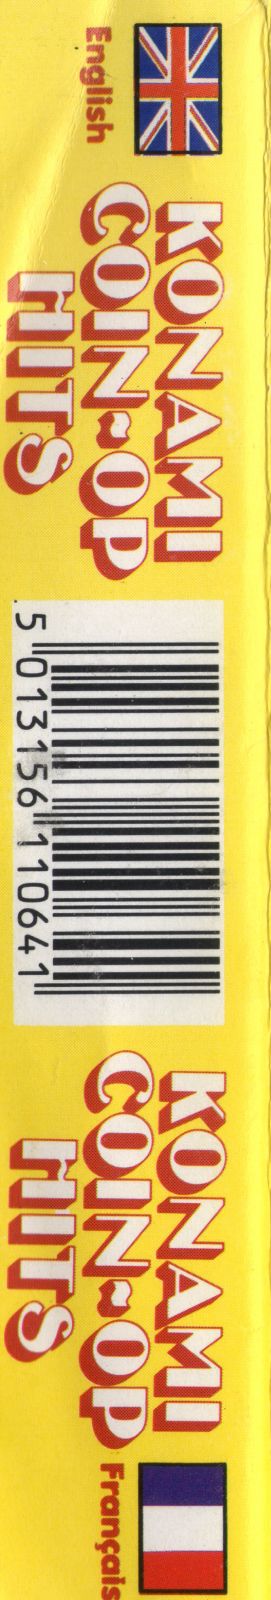 English
KONAMI
COIN-OP
HITS
5 013156 110641
KONAMI
COIN-OP
HITS
Français